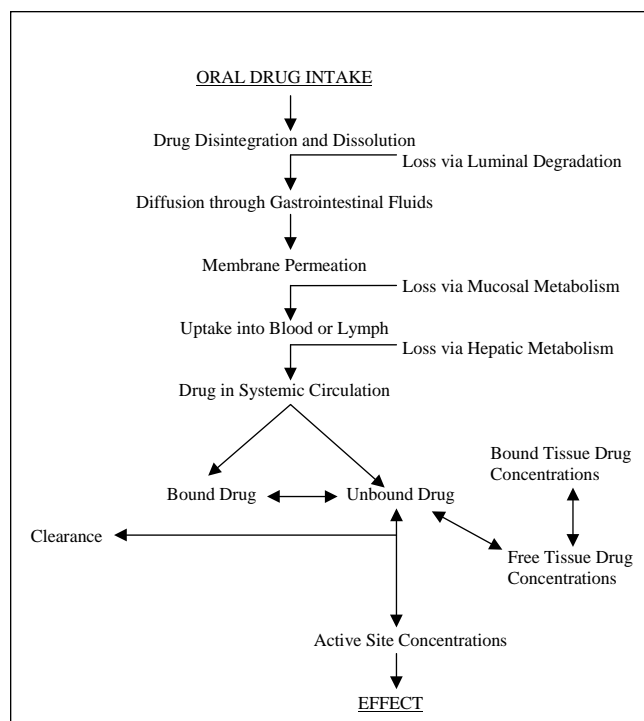 ORAL DRUG INTAKE
Drug Disintegration and Dissolution
Loss via Luminal Degradation
Diffusion through Gastrointestinal Fluids
Membrane Permeation
Loss via Mucosal Metabolism
Uptake into Blood or Lymph
Loss via Hepatic Metabolism
Drug in Systemic Circulation
Bound Tissue Drug
Concentrations
Bound Drug
Unbound Drug
Clearance
Free Tissue Drug
Concentrations
Active Site Concentrations
EFFECT